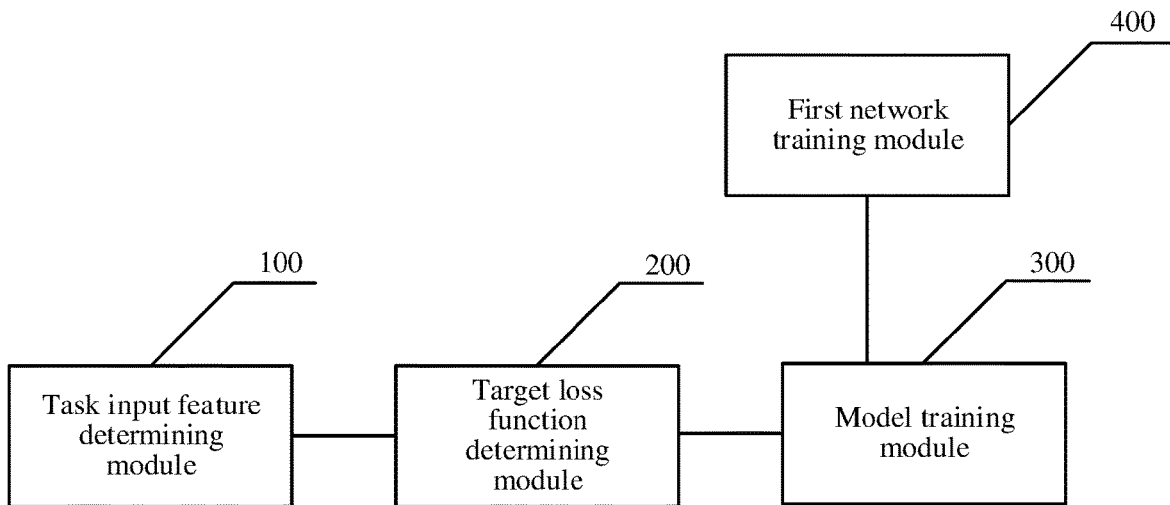 400
First network
training module
100
200
300
Task input feature
determining
module
Target loss
function
determining
module
Model training
module